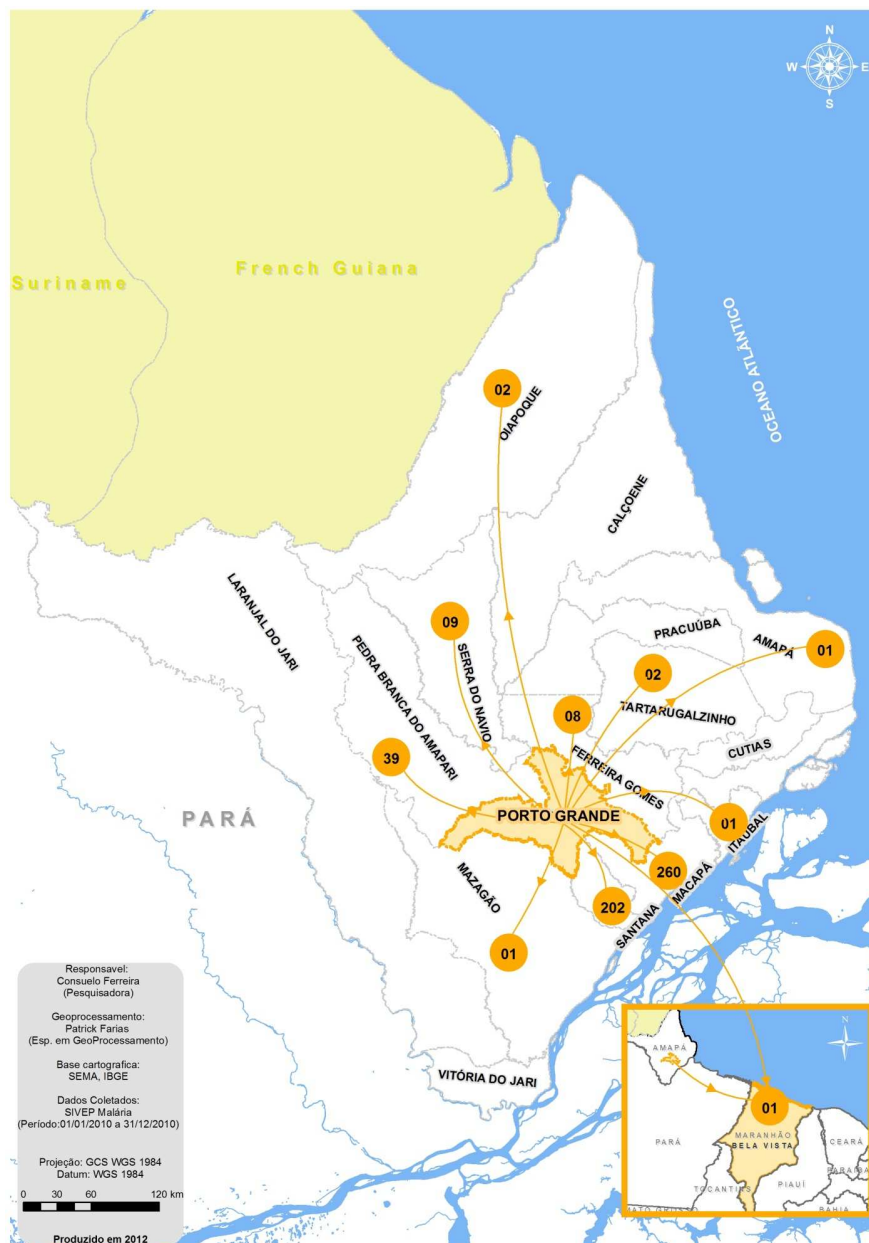 N
W E
S
Suriname
French Guiana
OCEANO ATLÂNTICO
02
OIAPOQUE
CALÇOENE
LARANJAL DO JARI
09
PEDRA BRANCA DO AMAPARI
SERRA DO NAVIO
PRACUÚBA
AMAPÁ
01
02
TARTARUGALZINHO
08
CUTIAS
39
FERREIRA GOMES
PARÁ
PORTO GRANDE
01
ITAUBAL
MAZAGÃO
260
MACAPÁ
202
SANTANA
01
VITÓRIA DO JARI
Responsavel:
Consuelo Ferreira
(Pesquisadora)
Geoprocessamento:
Patrick Farias
(Esp. em GeoProcessamento)
Base cartografica:
SEMA, IBGE
Dados Coletados:
SIVEP Malária
(Período:01/01/2010 a 31/12/2010)
Projeção: GCS WGS 1984
Datum: WGS 1984
0 30 60 120 km
Produzido em 2012
N
AMAPÁ
01
PARÁ
MARANHÃO
BELA VISTA
CEARÁ
PARAÍBA
TOCANTINS
PIAUÍ
MATO GROSSO
BAHIA